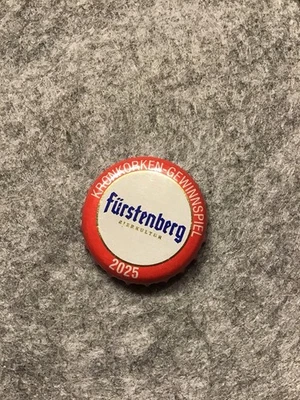 KRONKORKEN-GEWINNSPIEL
fürstenberg
BIERKULTUR
2025